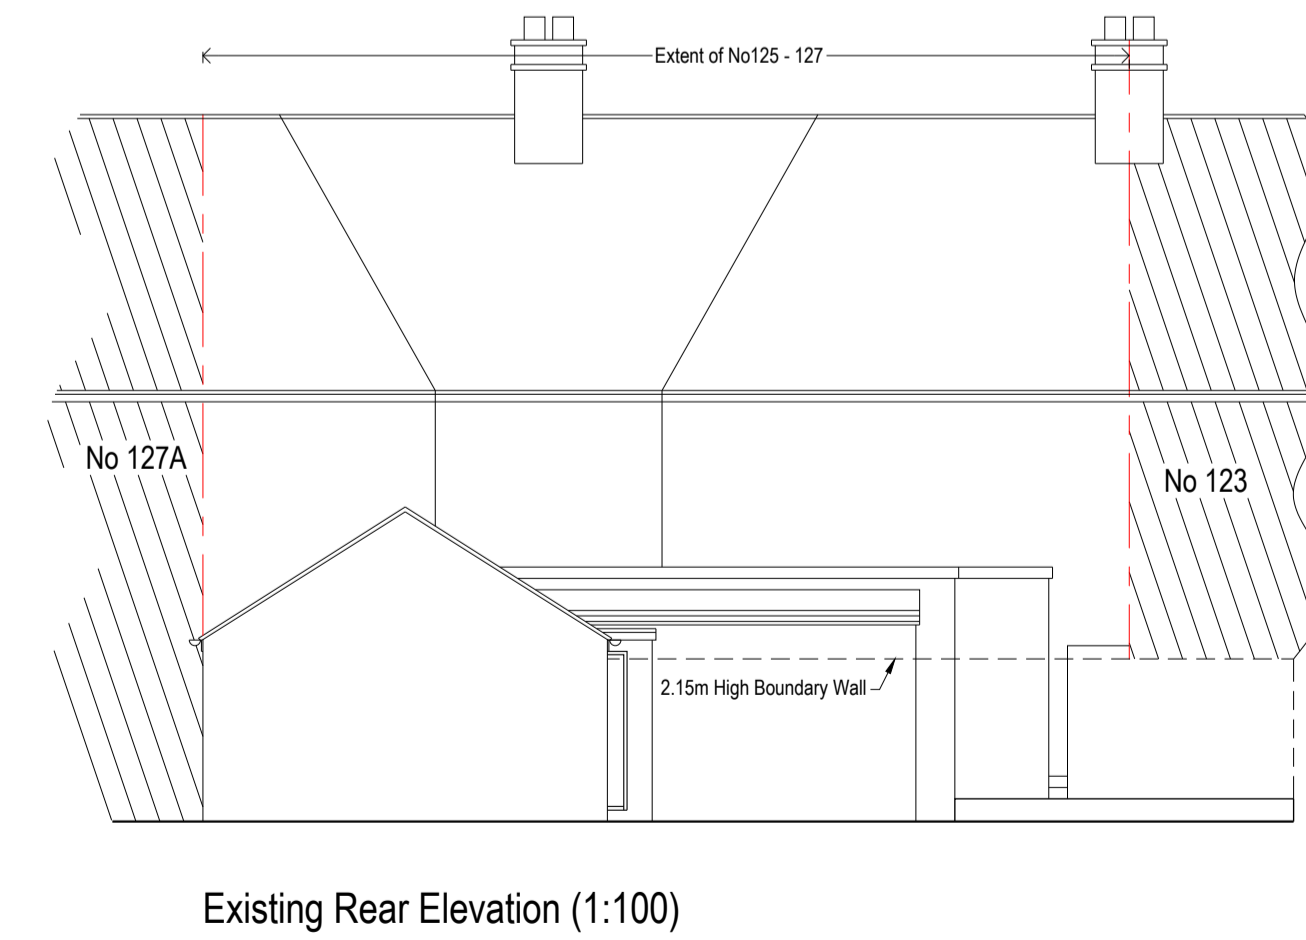 Extent of No125 - 127
No 127A
No 123
2.15m High Boundary Wall
Existing Rear Elevation (1:100)